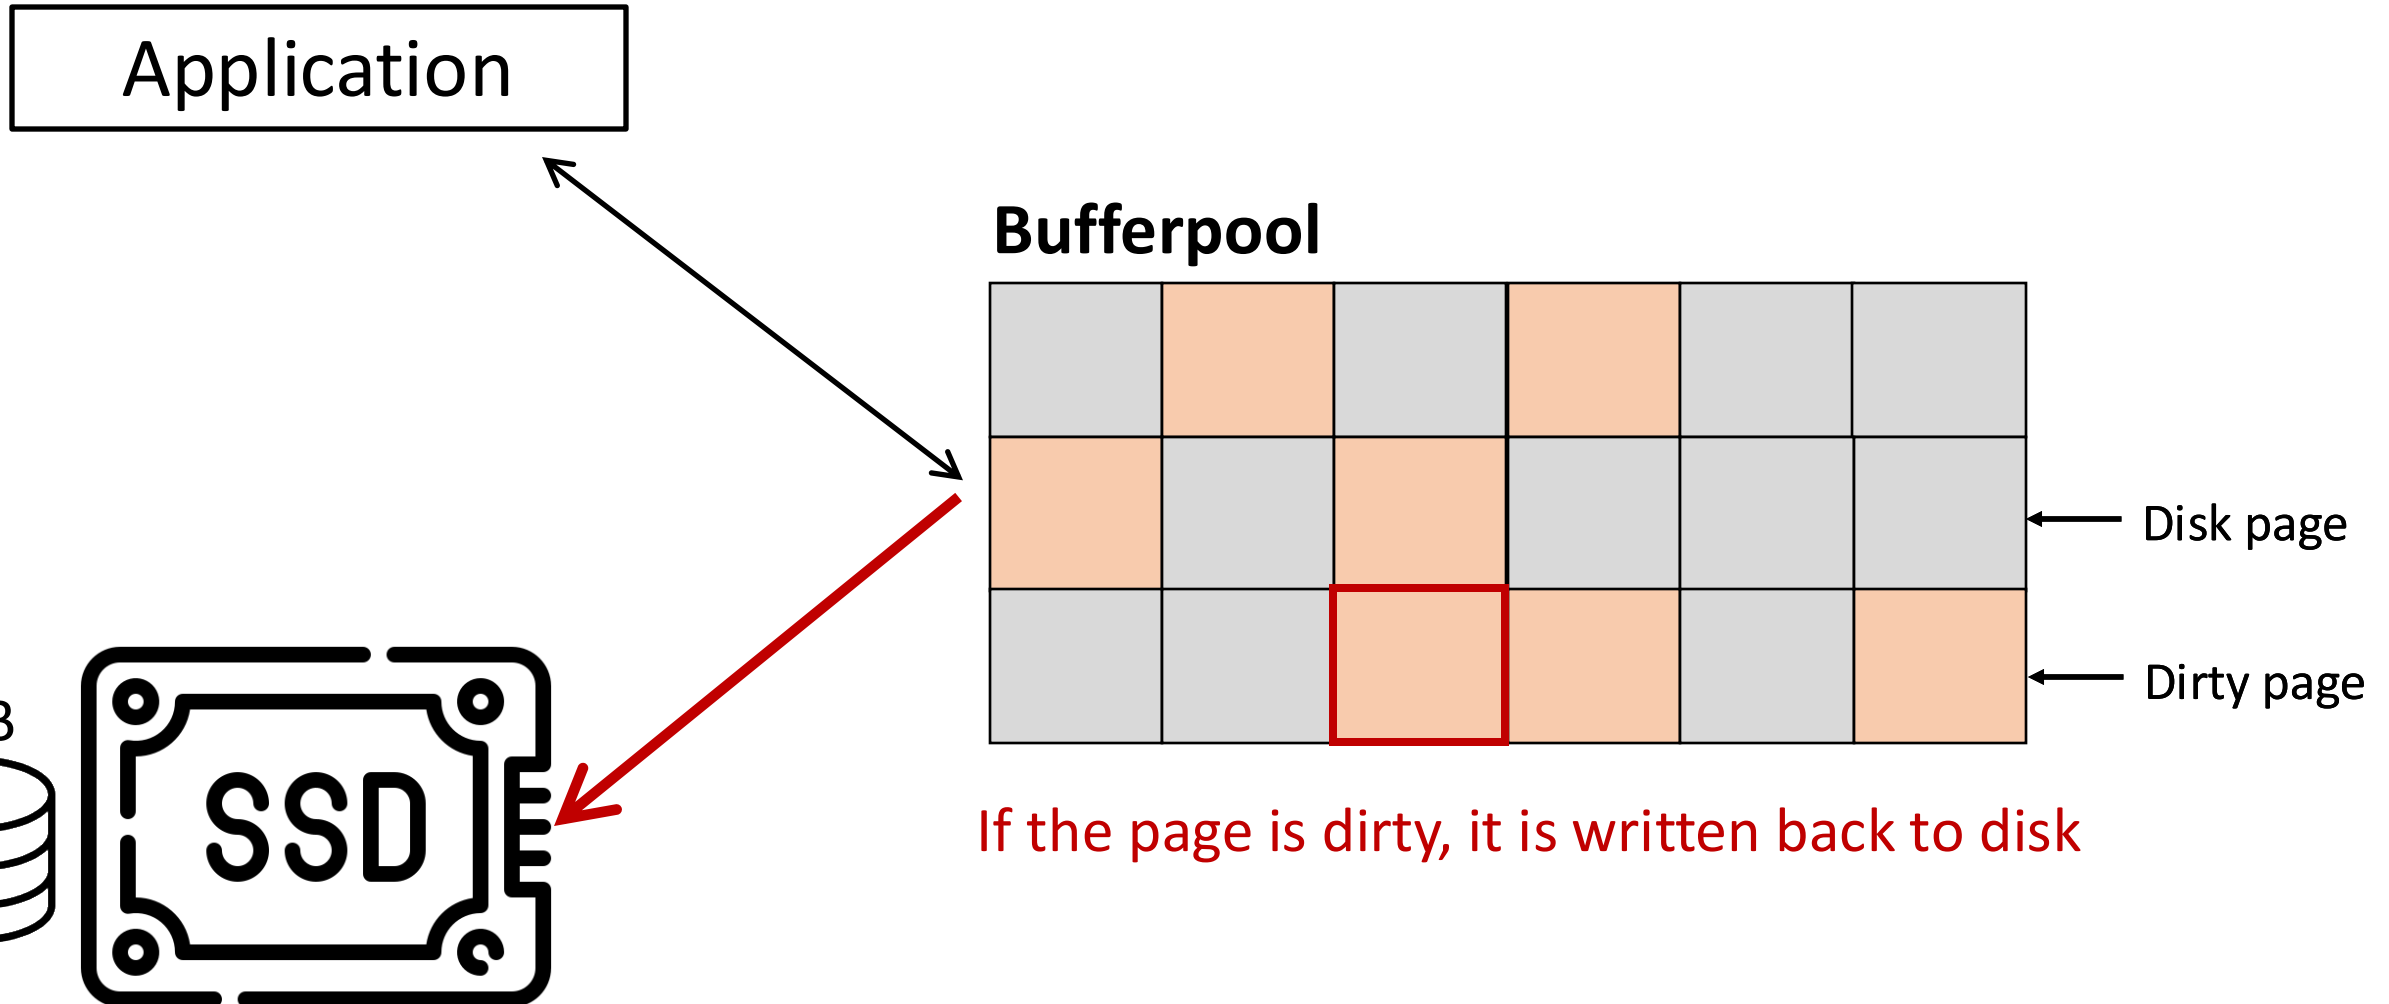 Application
Bufferpool
Disk page
Dirty page
SSD
If the page is dirty, it is written back to disk